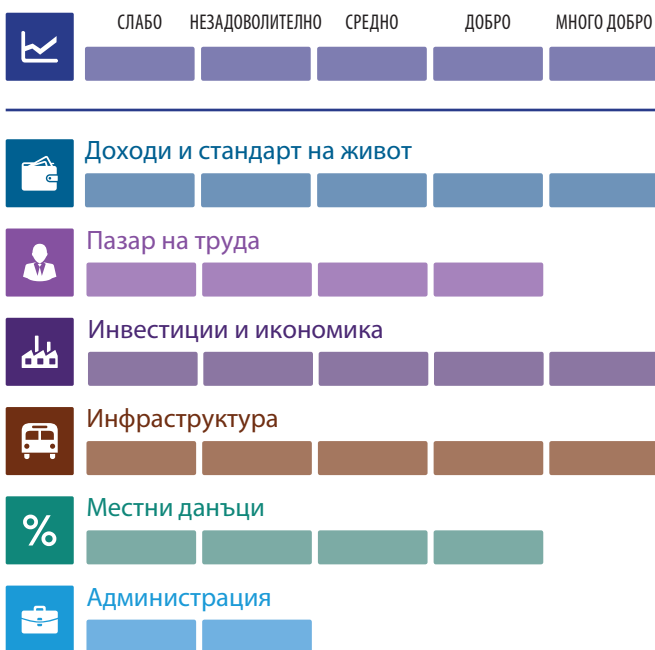 СЛАБО НЕЗАДОВОЛИТЕЛНО СРЕДНО ДОБРО МНОГО ДОБРО
Доходи и стандарт на живот
Пазар на труда
Инвестиции и икономика
Инфраструктура
Местни данъци
%
Администрация